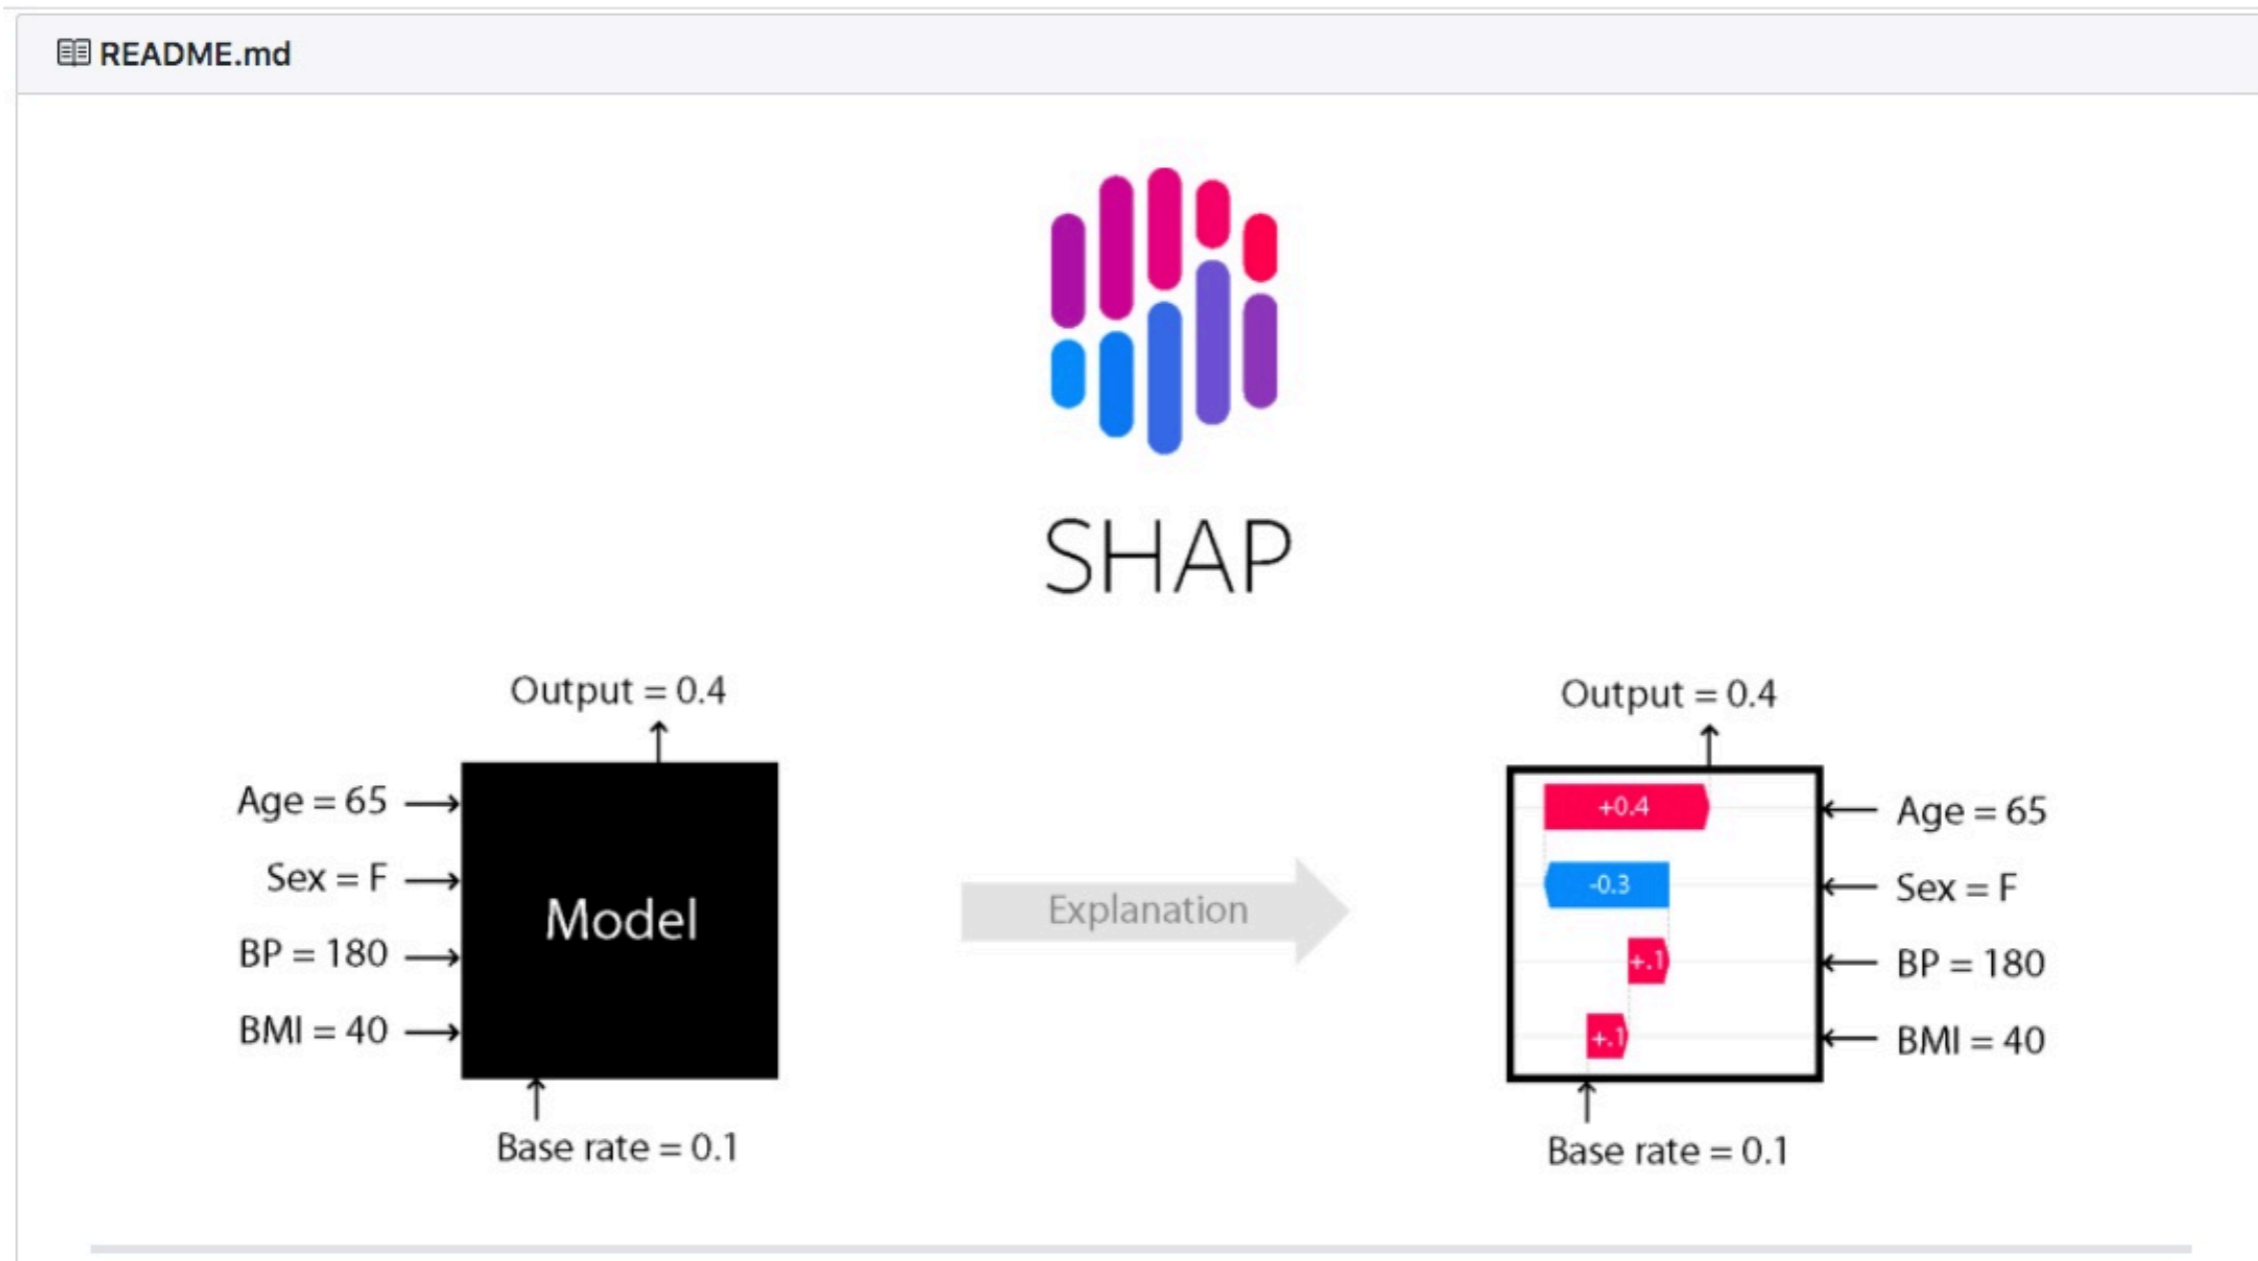 README.md
SHAP
Output = 0.4
Age = 65
Sex = F
BP = 180
BMI = 40
Model
Base rate = 0.1
Explanation
Output = 0.4
+0.4
-0.3
+.1
+.1
Age = 65
Sex = F
BP = 180
BMI = 40
Base rate = 0.1